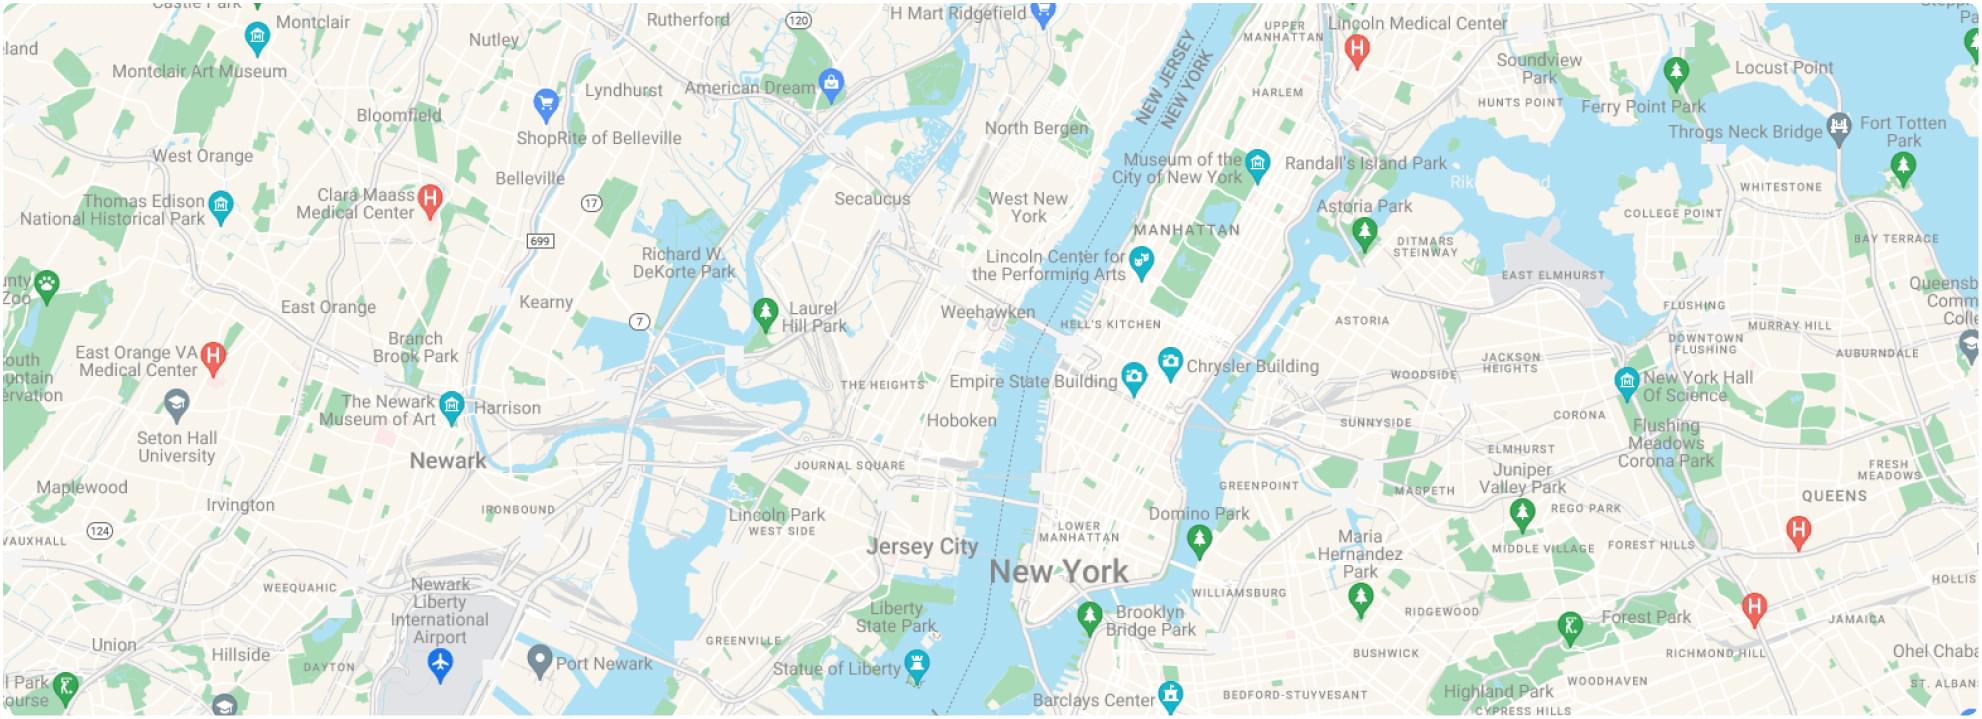 Castle Park
Montclair
Rutherford
120
H Mart Ridgefield
UPPER
MANHATTAN
Lincoln Medical Center
eland
Nutley
Montclair Art Museum
Lyndhurst
American Dream
NEW JERSEY
NEW YORK
HARLEM
Soundview
Park
Locust Point
HUNTS POINT
Ferry Point Park
Bloomfield
ShopRite of Belleville
North Bergen
Throgs Neck Bridge
Fort Totten
Park
West Orange
Belleville
Museum of the
City of New York
Randall's Island Park
WHITESTONE
Thomas Edison
National Historical Park
Clara Maass
Medical Center
17
Secaucus
West New
York
Astoria Park
COLLEGE POINT
699
MANHATTAN
DITMARS
STEINWAY
BAY TERRACE
Richard W.
DeKorte Park
Lincoln Center for
the Performing Arts
EAST ELMHURST
unty
Zoo
East Orange
Kearny
Laurel
Hill Park
Weehawken
HELL'S KITCHEN
ASTORIA
FLUSHING
Queensb
Comm
Colle
7
Branch
Brook Park
MURRAY HILL
DOWNTOWN
FLUSHING
AUBURNDALE
East Orange VA
Medical Center
outh
untain
ervation
THE HEIGHTS
Empire State Building
Chrysler Building
WOODSIDE
JACKSON
HEIGHTS
New York Hall
Of Science
The Newark
Museum of Art
Harrison
Hoboken
SUNNYSIDE
CORONA
Seton Hall
University
Newark
JOURNAL SQUARE
ELMHURST
Flushing
Meadows
Corona Park
FRESH
MEADOWS
Maplewood
Irvington
GREENPOINT
MASPETH
Juniper
Valley Park
QUEENS
IRONBOUND
Lincoln Park
WEST SIDE
Domino Park
REGO PARK
124
VAUXHALL
Jersey City
LOWER
MANHATTAN
Maria
Hernandez
Park
MIDDLE VILLAGE
FOREST HILLS
New York
WEEQUAHIC
Newark
Liberty
International
Airport
WILLIAMSBURG
HOLLIS
Liberty
State Park
Brooklyn
Bridge Park
RIDGEWOOD
Forest Park
JAMAICA
Union
Hillside
DAYTON
Port Newark
GREENVILLE
Statue of Liberty
BUSHWICK
RICHMOND HILL
Ohel Chaba
l Park
ourse
Barclays Center
BEDFORD-STUYVESANT
Highland Park
WOODHAVEN
CYPRESS HILLS
ST. ALBAN